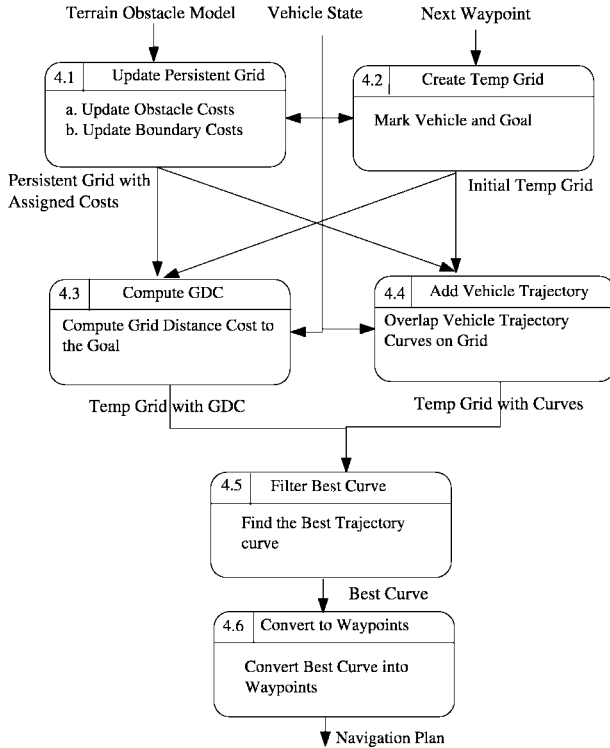 Terrain Obstacle Model
Vehicle State
Next Waypoint
4.1 Update Persistent Grid
a. Update Obstacle Costs
b. Update Boundary Costs
4.2 Create Temp Grid
Mark Vehicle and Goal
Persistent Grid with
Assigned Costs
Initial Temp Grid
4.3 Compute GDC
Compute Grid Distance Cost to
the Goal
4.4 Add Vehicle Trajectory
Overlap Vehicle Trajectory
Curves on Grid
Temp Grid with GDC
Temp Grid with Curves
4.5 Filter Best Curve
Find the Best Trajectory
curve
Best Curve
4.6 Convert to Waypoints
Convert Best Curve into
Waypoints
Navigation Plan